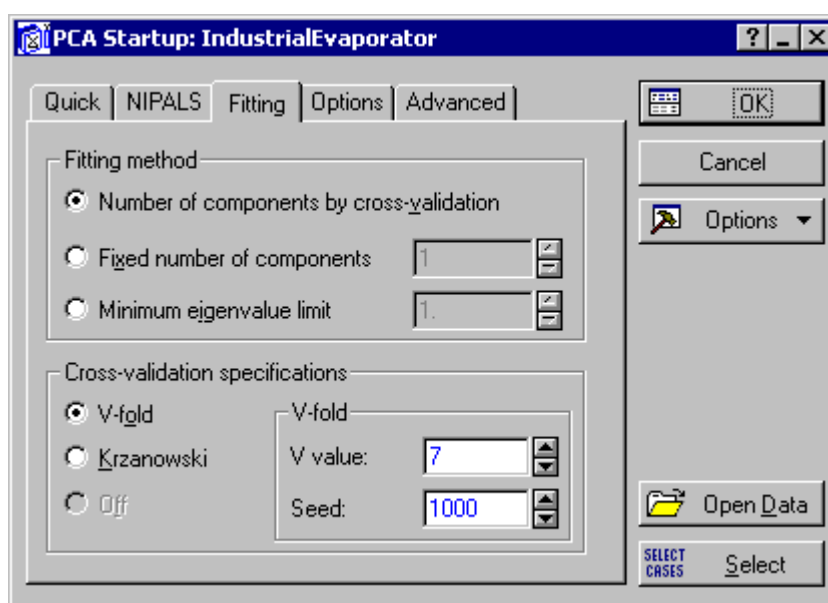 PCA Startup: IndustrialEvaporator
Quick NIPALS Fitting Options Advanced
OK
Cancel
Options
Fitting method
Number of components by cross-validation
Fixed number of components 1
Minimum eigenvalue limit 1.
Cross-validation specifications
V-fold
Krzanowski
Off
V-fold
V value: 7
Seed: 1000
Open Data
SELECT CASES Select